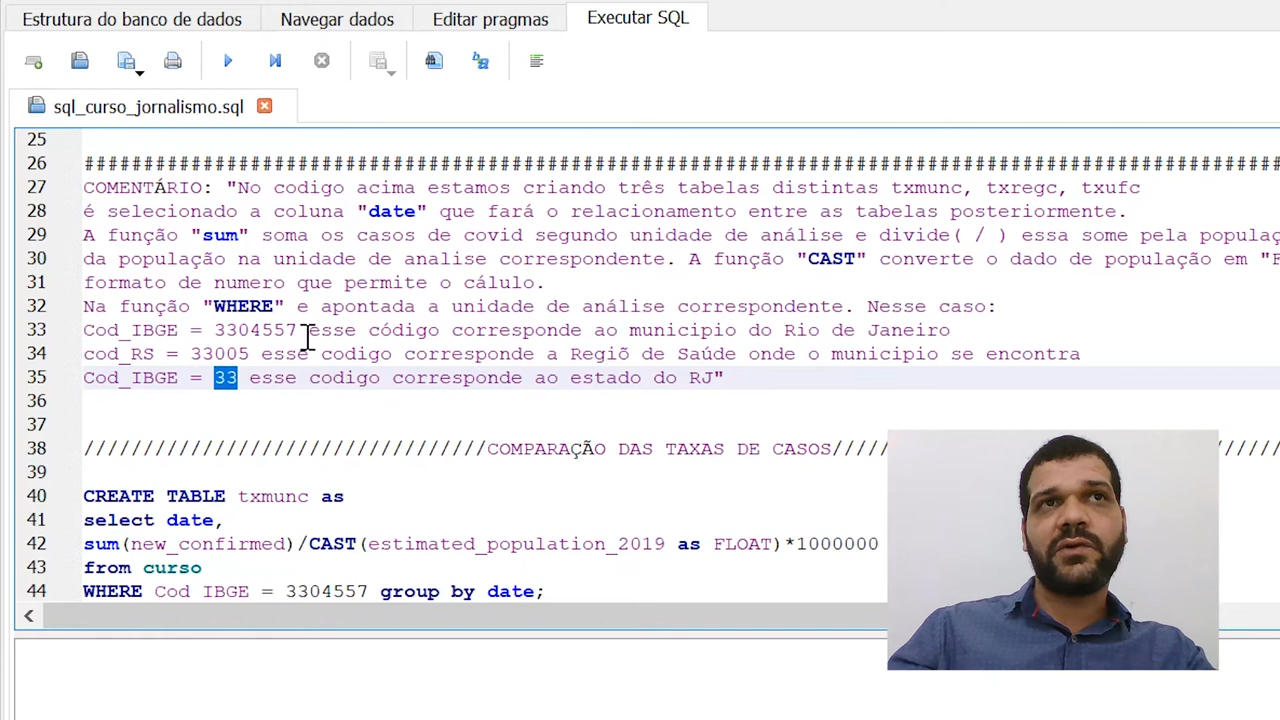 Estrutura do banco de dados Navegar dados Editar pragmas Executar SQL
sql_curso_jornalismo.sql
25
26 ####################################################################################################
27 COMENTÁRIO: "No codigo acima estamos criando três tabelas distintas txmunc, txregc, txufc
28 é selecionado a coluna "date" que fará o relacionamento entre as tabelas posteriormente.
29 A função "sum" soma os casos de covid segundo unidade de análise e divide( / ) essa some pela
30 da população na unidade de analise correspondente. A função "CAST" converte o dado de população em
31 formato de numero que permite o cálculo.
32 Na função "WHERE" e apontada a unidade de análise correspondente. Nesse caso:
33 Cod_IBGE = 3304557 esse código corresponde ao municipio do Rio de Janeiro
34 cod_RS = 33005 esse codigo corresponde a Regiõ de Saúde onde o municipio se encontra
35 Cod_IBGE = 33 esse codigo corresponde ao estado do RJ"
36
37
38 //////////////////////////////////COMPARAÇÃO DAS TAXAS DE CASOS/////
39
40 CREATE TABLE txmunc as
41 select date,
42 sum(new_confirmed)/CAST(estimated_population_2019 as FLOAT)*1000000
43 from curso
44 WHERE Cod_IBGE = 3304557 group by date;